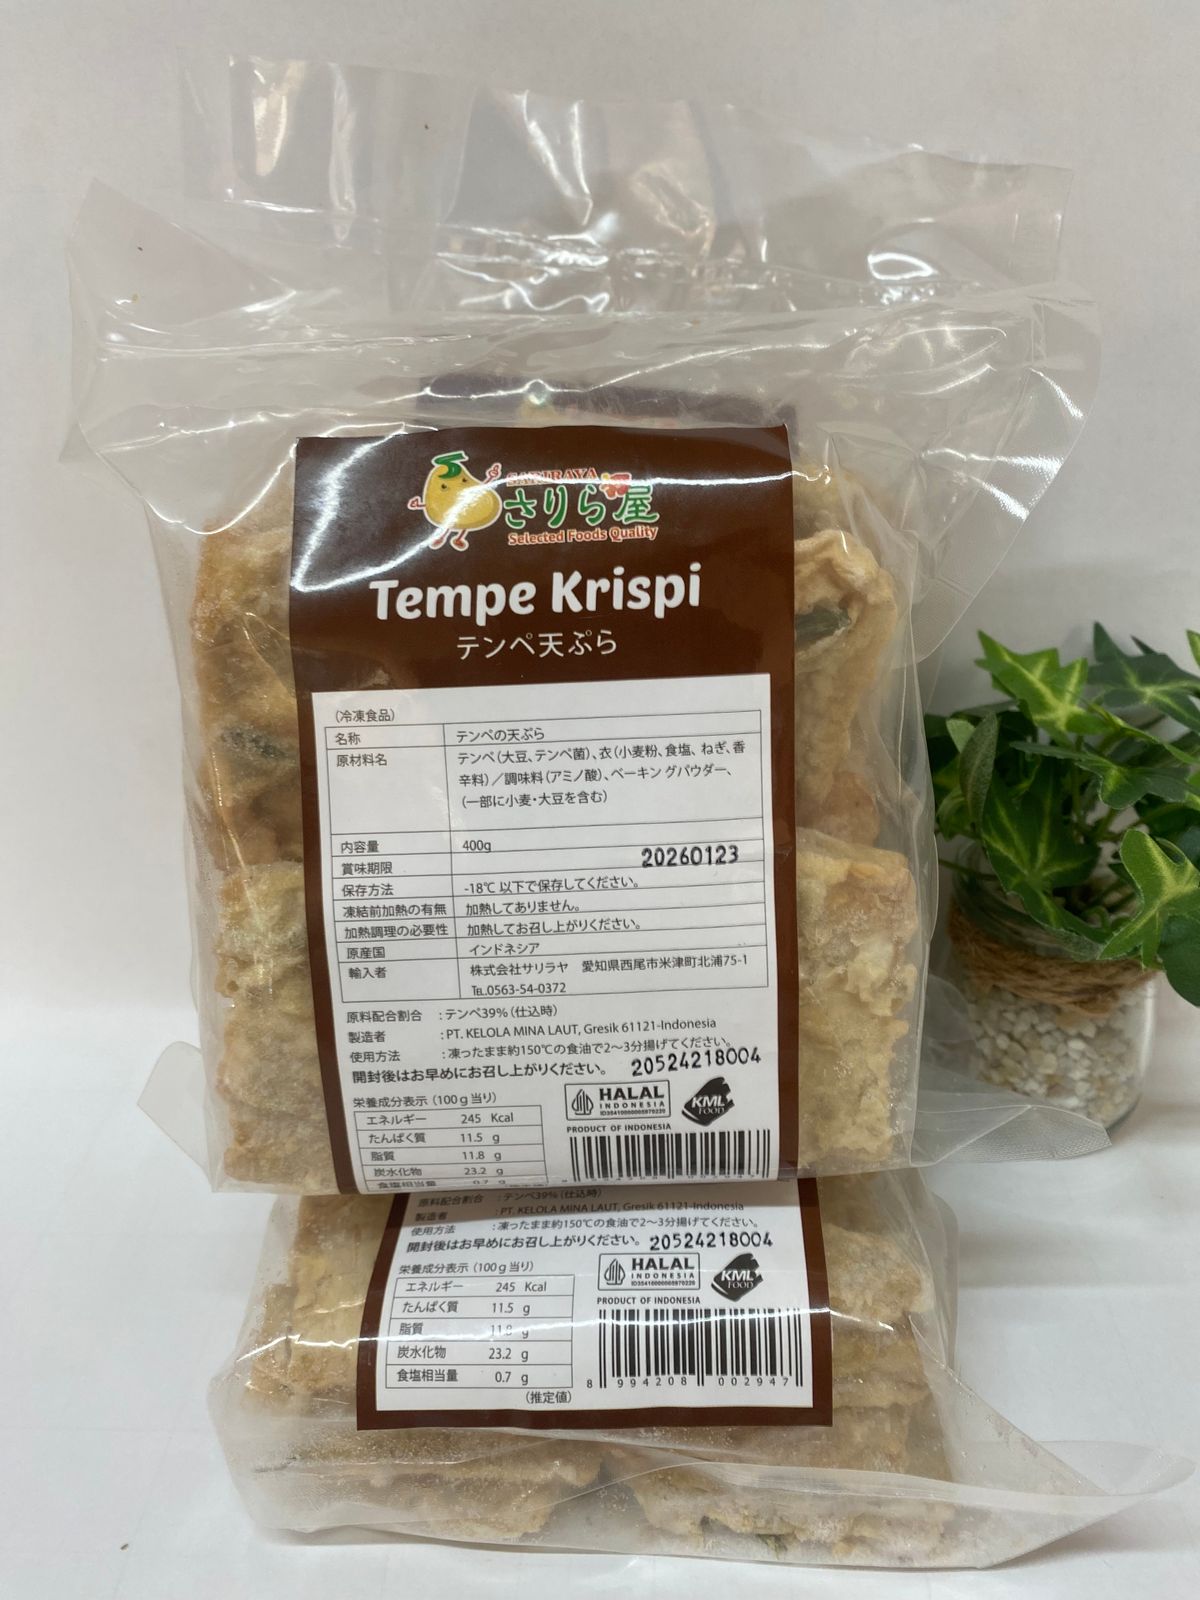 SARIRAYA
さりら屋
Selected Foods Quality
Tempe Krispi
テンペ天ぷら
(冷凍食品)
名称 テンペの天ぷら
原材料名 テンペ(大豆、テンペ菌)、衣(小麦粉、食塩、ねぎ、香
辛料)/調味料(アミノ酸)、ベーキングパウダー、
(一部に小麦・大豆を含む)
内容量 400g
賞味期限 20260123
保存方法 -18℃ 以下で保存してください。
凍結前加熱の有無 加熱してありません。
加熱調理の必要性 加熱してお召し上がりください。
原産国 インドネシア
輸入者 株式会社サリラヤ 愛知県西尾市米津町北浦75-1
℡.0563-54-0372
原料配合割合 :テンペ39%(仕込時)
製造者 :PT. KELOLA MINA LAUT, Gresik 61121-Indonesia
使用方法 :凍ったまま約150℃の食油で2~3分揚げてください。
開封後はお早めにお召し上がりください。 20524218004
栄養成分表示(100g当り)
エネルギー 245 Kcal
たんぱく質 11.5 g
脂質 11.8 g
炭水化物 23.2 g
食塩相当量 0.7 g
HALAL
INDONESIA
KML
FOOD
PRODUCT OF INDONESIA
原料配合割合 :テンペ39%(仕込時)
製造者 :PT. KELOLA MINA LAUT, Gresik 61121-Indonesia
使用方法 :凍ったまま約150℃の食油で2~3分揚げてください。
開封後はお早めにお召し上がりください。 20524218004
栄養成分表示(100g当り)
エネルギー 245 Kcal
たんぱく質 11.5 g
脂質 11.8 g
炭水化物 23.2 g
食塩相当量 0.7 g
(推定値)
HALAL
INDONESIA
KML
FOOD
PRODUCT OF INDONESIA
8 994208 002947